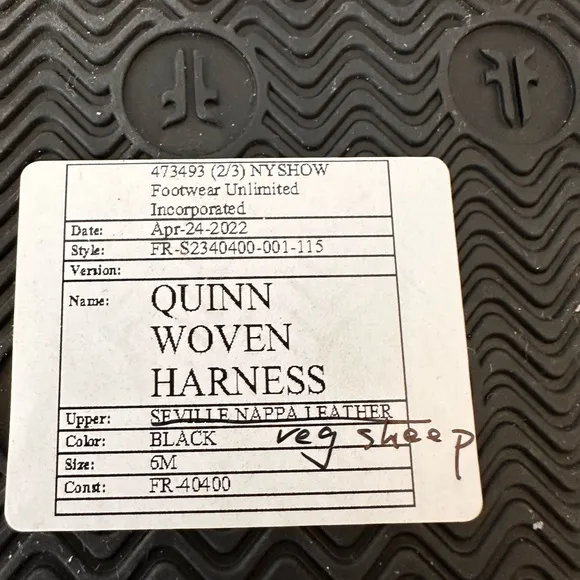 473493 (2/3) NYSHOW
Footwear Unlimited
Incorporated
Date: Apr-24-2022
Style: FR-S2340400-001-115
Version:
Name: QUINN
WOVEN
HARNESS
Upper: SEVILLE NAPPA LEATHER
veg sheep
Color: BLACK
Size: 6M
Const: FR-40400